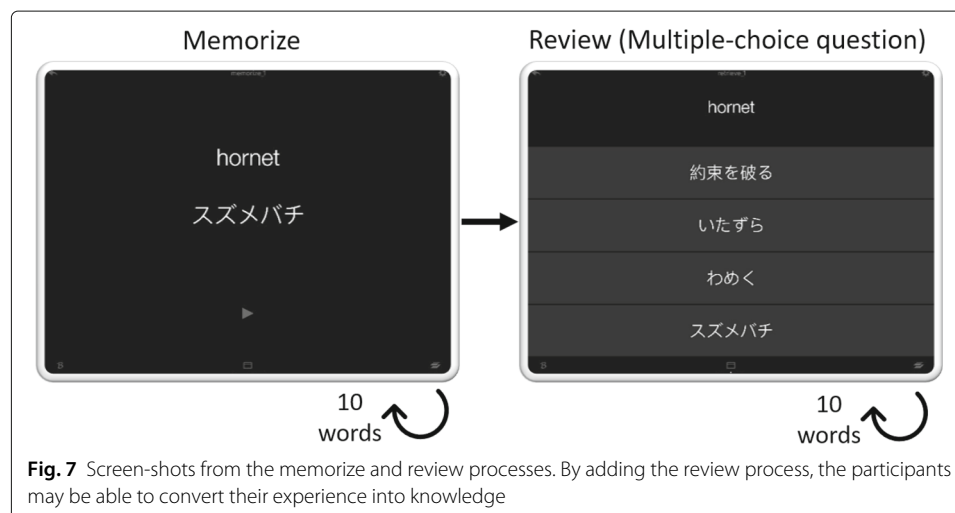 Memorize
memorize_1
hornet
スズメバチ
10
words
Review (Multiple-choice question)
retrieve_1
hornet
約束を破る
いたずら
わめく
スズメバチ
10
words
Fig. 7 Screen-shots from the memorize and review processes. By adding the review process, the participants
may be able to convert their experience into knowledge